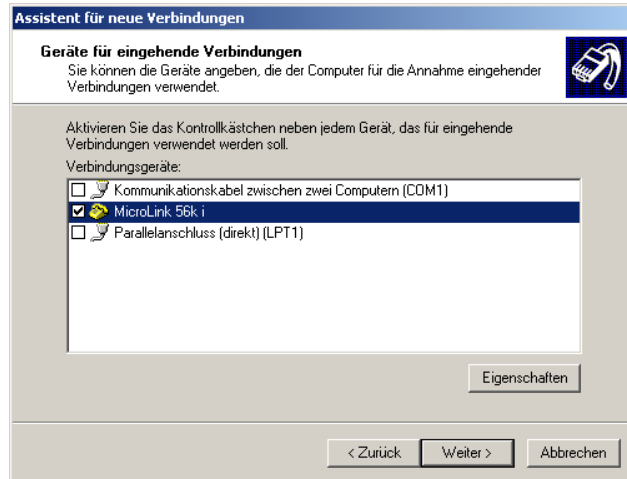 Assistent für neue Verbindungen
Geräte für eingehende Verbindungen
Sie können die Geräte angeben, die der Computer für die Annahme eingehender
Verbindungen verwendet.
Aktivieren Sie das Kontrollkästchen neben jedem Gerät, das für eingehende
Verbindungen verwendet werden soll.
Verbindungsgeräte:
Kommunikationskabel zwischen zwei Computern (COM1)
MicroLink 56k i
Parallelanschluss (direkt) (LPT1)
Eigenschaften
< Zurück Weiter > Abbrechen